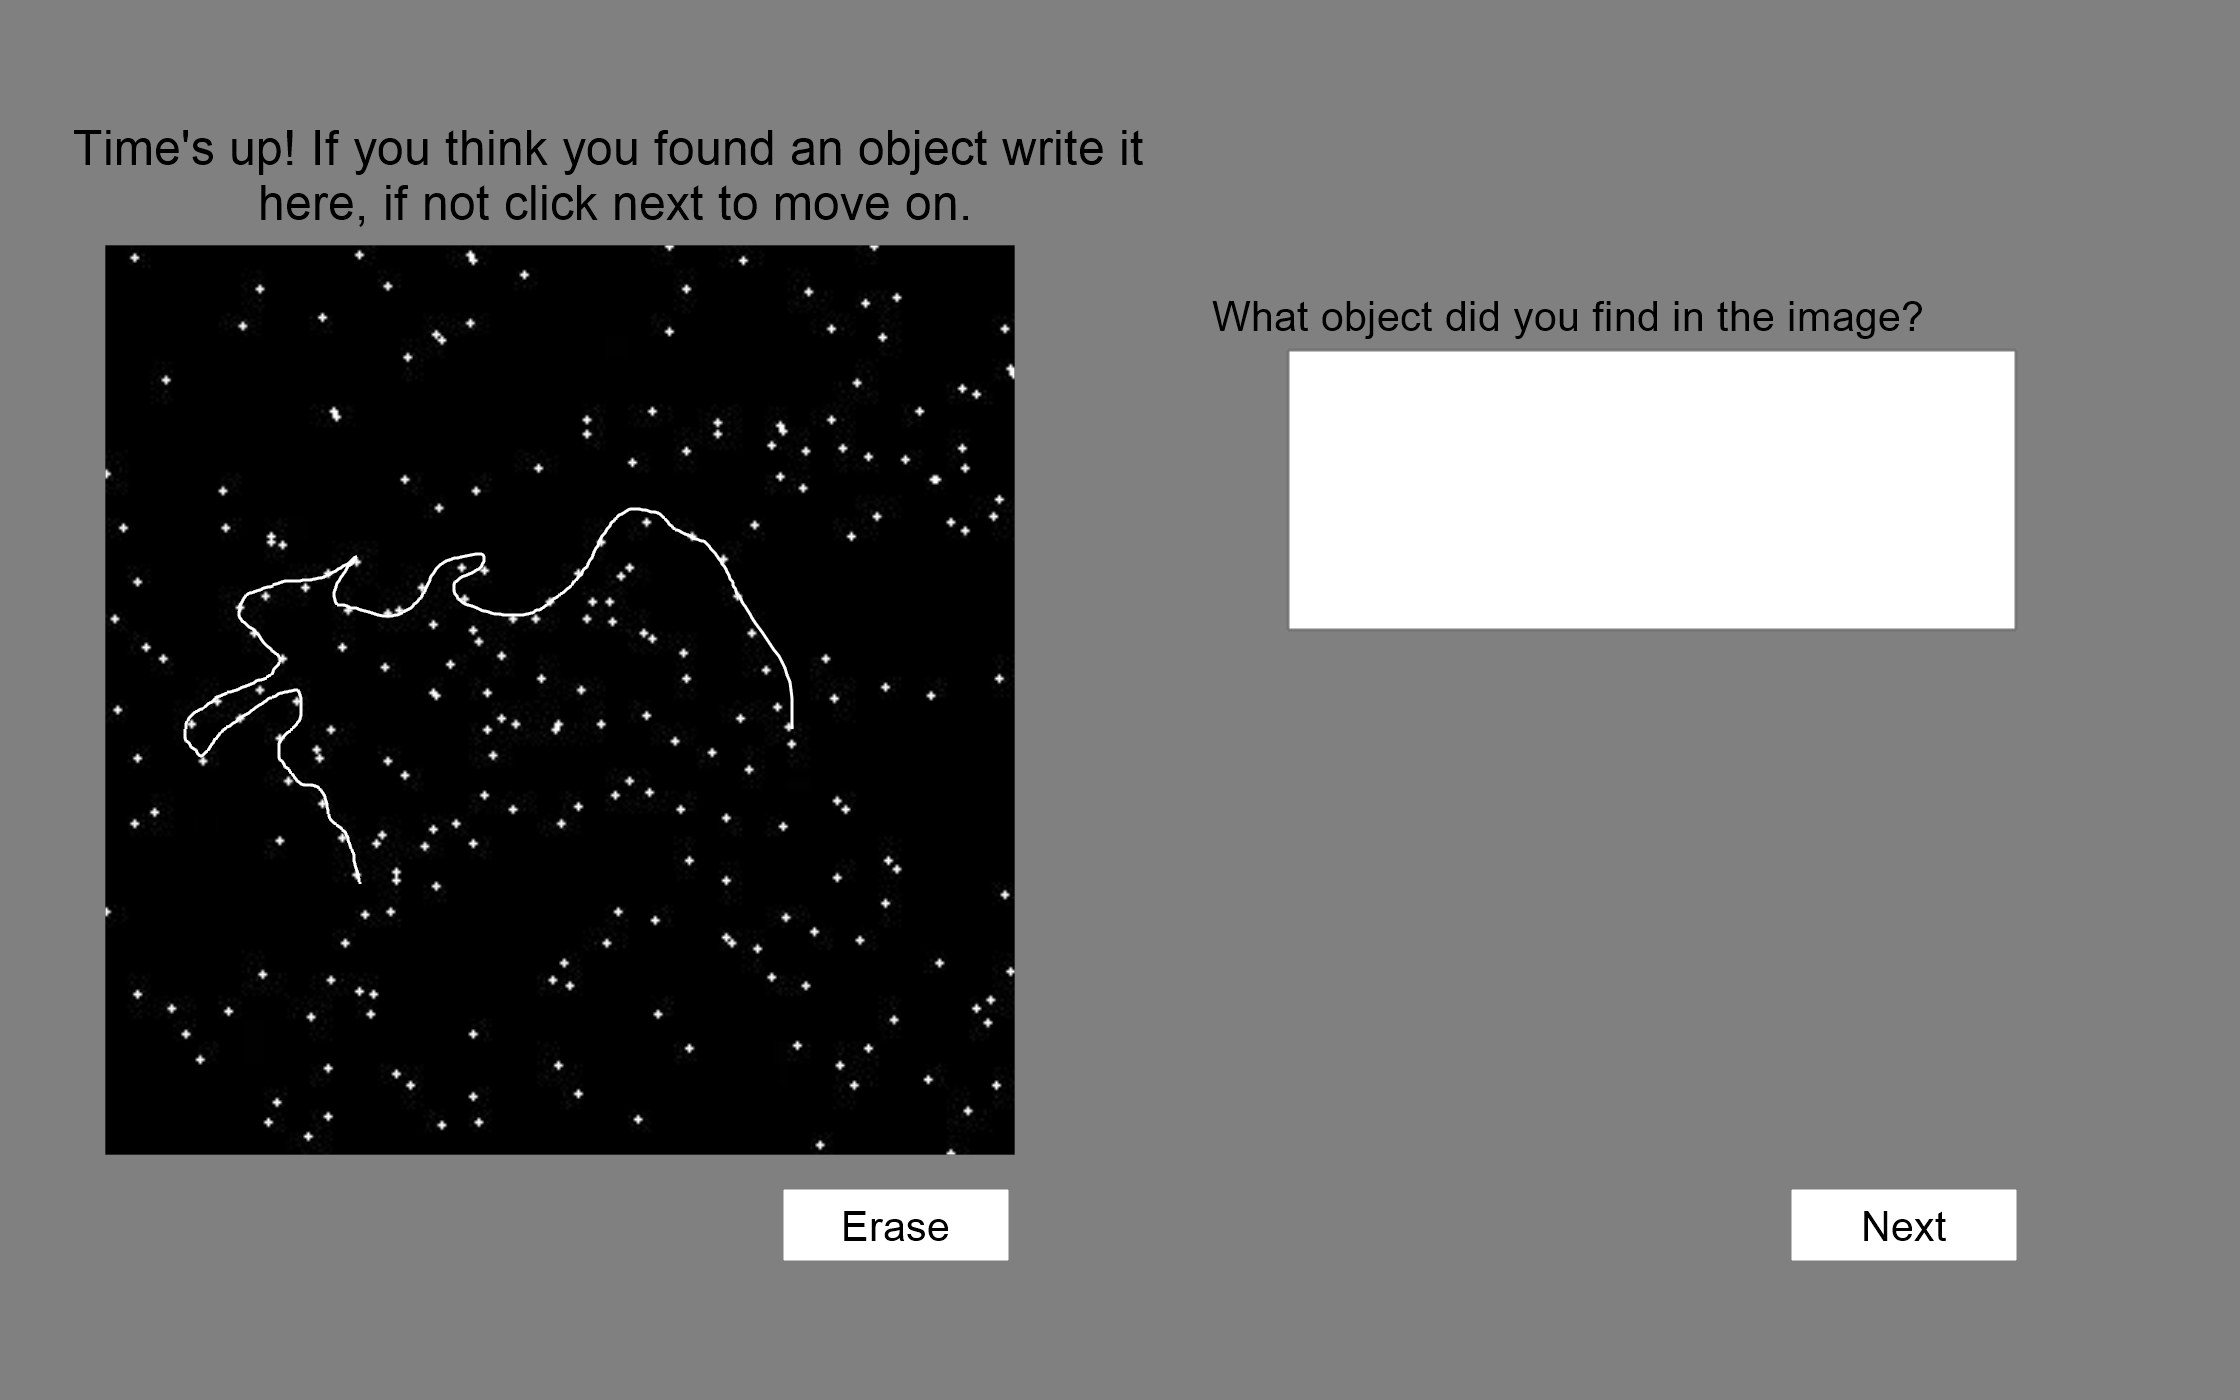 Time's up! If you think you found an object write it
here, if not click next to move on.
What object did you find in the image?
Erase
Next